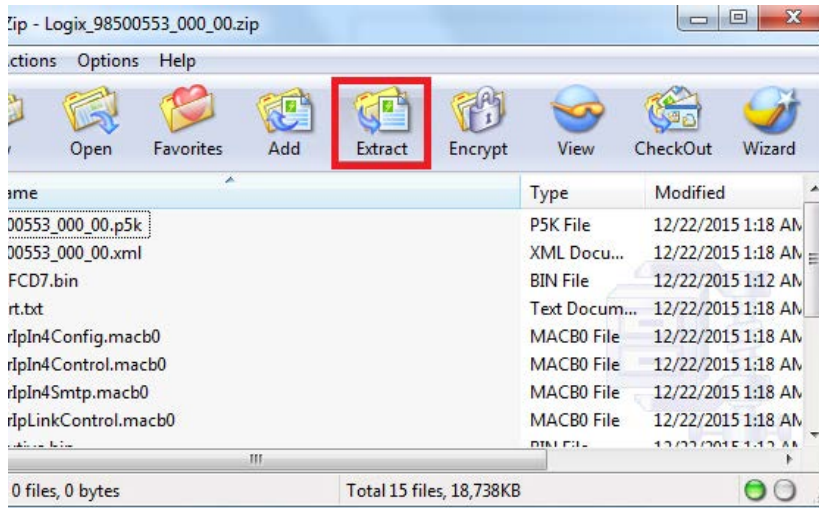 Zip - Logix_98500553_000_00.zip
ctions Options Help
Open Favorites Add Extract Encrypt View CheckOut Wizard
ame Type Modified
00553_000_00.p5k P5K File 12/22/2015 1:18 AM
00553_000_00.xml XML Docu... 12/22/2015 1:18 AM
FCD7.bin BIN File 12/22/2015 1:12 AM
rt.txt Text Docum... 12/22/2015 1:18 AM
rIpIn4Config.macb0 MACB0 File 12/22/2015 1:18 AM
rIpIn4Control.macb0 MACB0 File 12/22/2015 1:18 AM
rIpIn4Smtp.macb0 MACB0 File 12/22/2015 1:18 AM
rIpLinkControl.macb0 MACB0 File 12/22/2015 1:18 AM
0 files, 0 bytes Total 15 files, 18,738KB